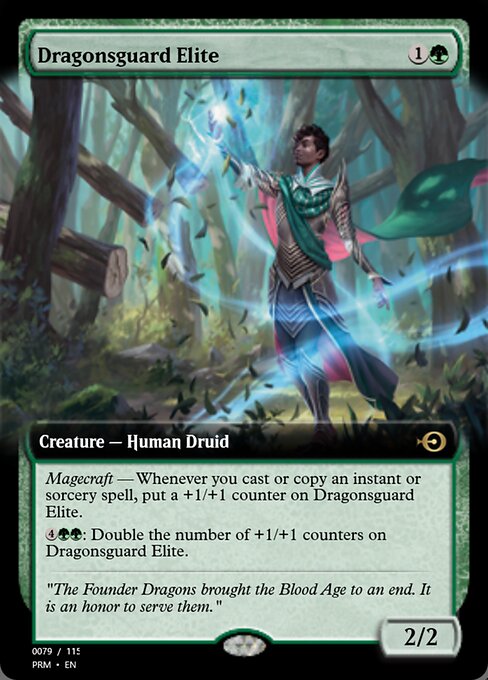 Dragonsguard Elite 1
Creature — Human Druid
Magecraft — Whenever you cast or copy an instant or
sorcery spell, put a +1/+1 counter on Dragonsguard
Elite.
4: Double the number of +1/+1 counters on
Dragonsguard Elite.
"The Founder Dragons brought the Blood Age to an end. It
is an honor to serve them."
2/2
0079 / 115
PRM • EN